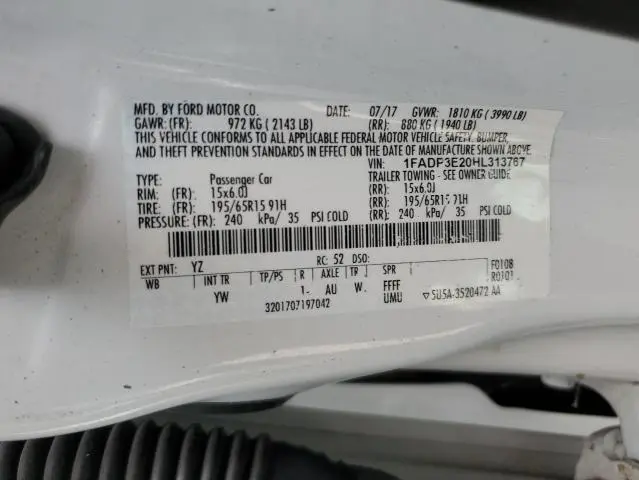 MFD. BY FORD MOTOR CO. DATE: 07/17 GVWR: 1810 KG ( 3990 LB)
GAWR: (FR): 972 KG ( 2143 LB) (RR): 880 KG ( 1940 LB)
THIS VEHICLE CONFORMS TO ALL APPLICABLE FEDERAL MOTOR VEHICLE SAFETY, BUMPER,
AND THEFT PREVENTION STANDARDS IN EFFECT ON THE DATE OF MANUFACTURE SHOWN ABOVE.
VIN: 1FADP3E20HL313767
TYPE: Passenger Car TRAILER TOWING - SEE OWNER GUIDE
RIM: (FR): 15x6.0J (RR): 15x6.0J
TIRE: (FR): 195/65R15 91H (RR): 195/65R15 91H
PRESSURE: (FR): 240 kPa/ 35 PSI COLD (RR): 240 kPa/ 35 PSI COLD
EXT PNT: YZ RC: 52 DSO: F0108
WB INT TR TP/PS R AXLE TR SPR R0101
YW 1. AU W. FFFF
3201707197042 UMU ▽ 5U5A-3520472 AA